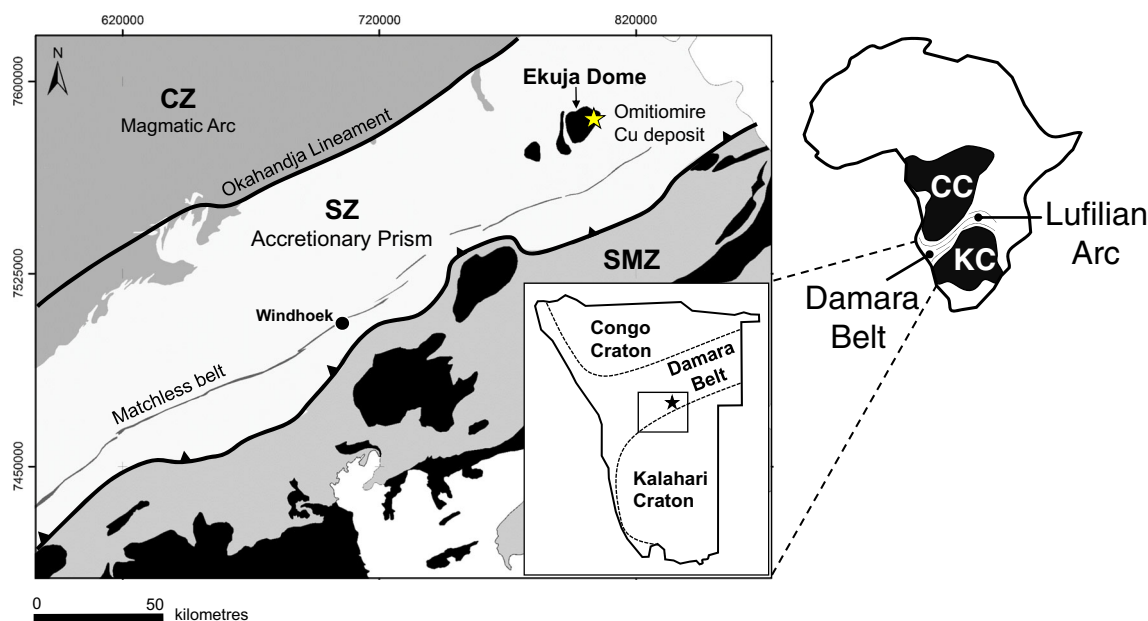 620000
720000
820000
7600000
7525000
7450000
N
CZ
Magmatic Arc
Okahandja Lineament
Ekuja Dome
Omitiomire
Cu deposit
SZ
Accretionary Prism
SMZ
Windhoek
Matchless belt
Congo
Craton
Damara
Belt
Kalahari
Craton
CC
KC
Lufilian
Arc
Damara
Belt
0
50
kilometres